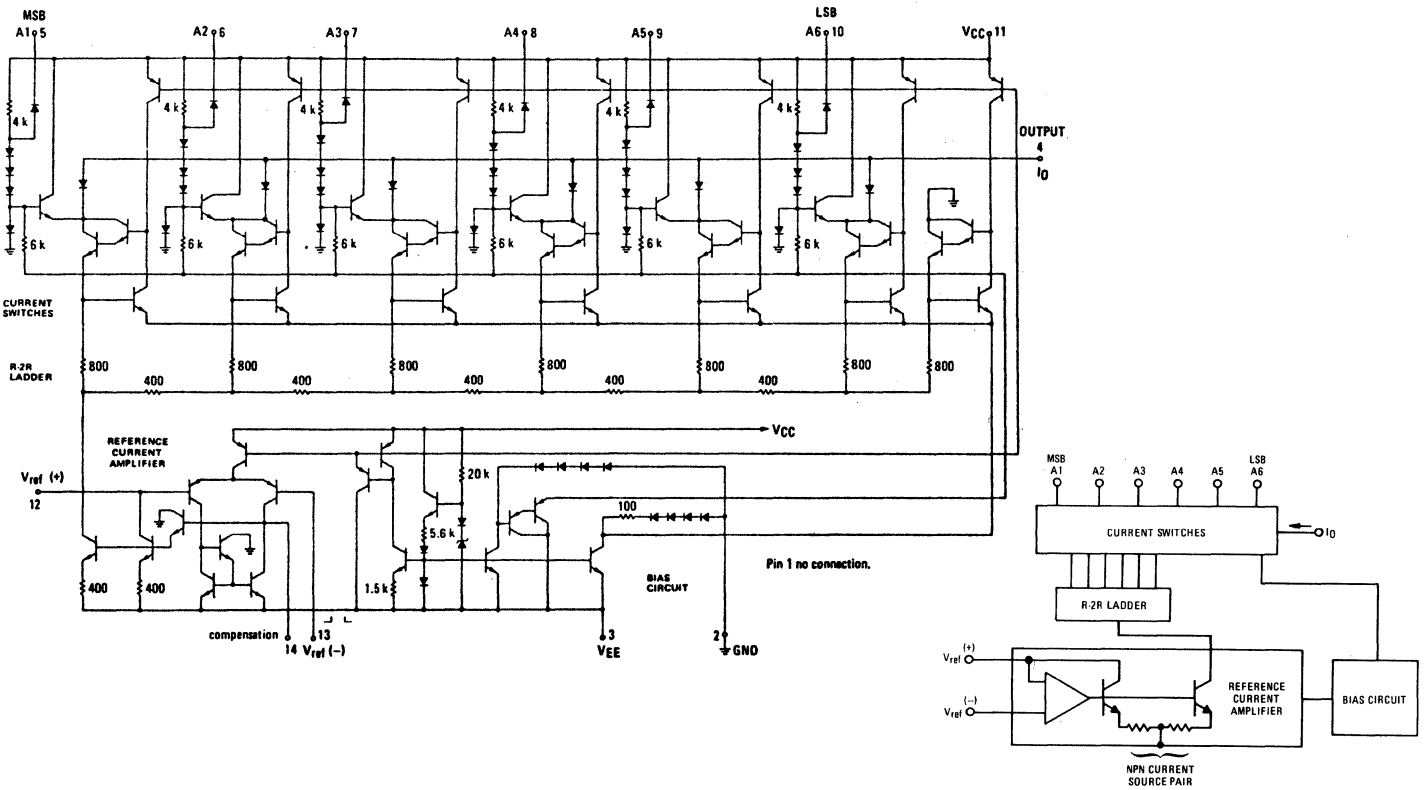 MSB LSB
A1 5 A2 6 A3 7 A4 8 A5 9 A6 10 VCC 11
4 k 4 k 4 k 4 k 4 k 4 k
OUTPUT
4
IO
6 k 6 k 6 k 6 k 6 k 6 k
CURRENT
SWITCHES
R-2R
LADDER
800 800 800 800 800 800 800
400 400 400 400 400 400
REFERENCE
CURRENT
AMPLIFIER
VCC
Vref (+)
12
20 k
100
5.6 k
400 400
1.5 k
BIAS
CIRCUIT
Pin 1 no connection.
compensation
14
13
Vref (−)
3
VEE
2
GND
MSB
A1 A2 A3 A4 A5
LSB
A6
CURRENT SWITCHES
IO
R-2R LADDER
Vref (+)
Vref (−)
REFERENCE
CURRENT
AMPLIFIER
BIAS CIRCUIT
NPN CURRENT
SOURCE PAIR